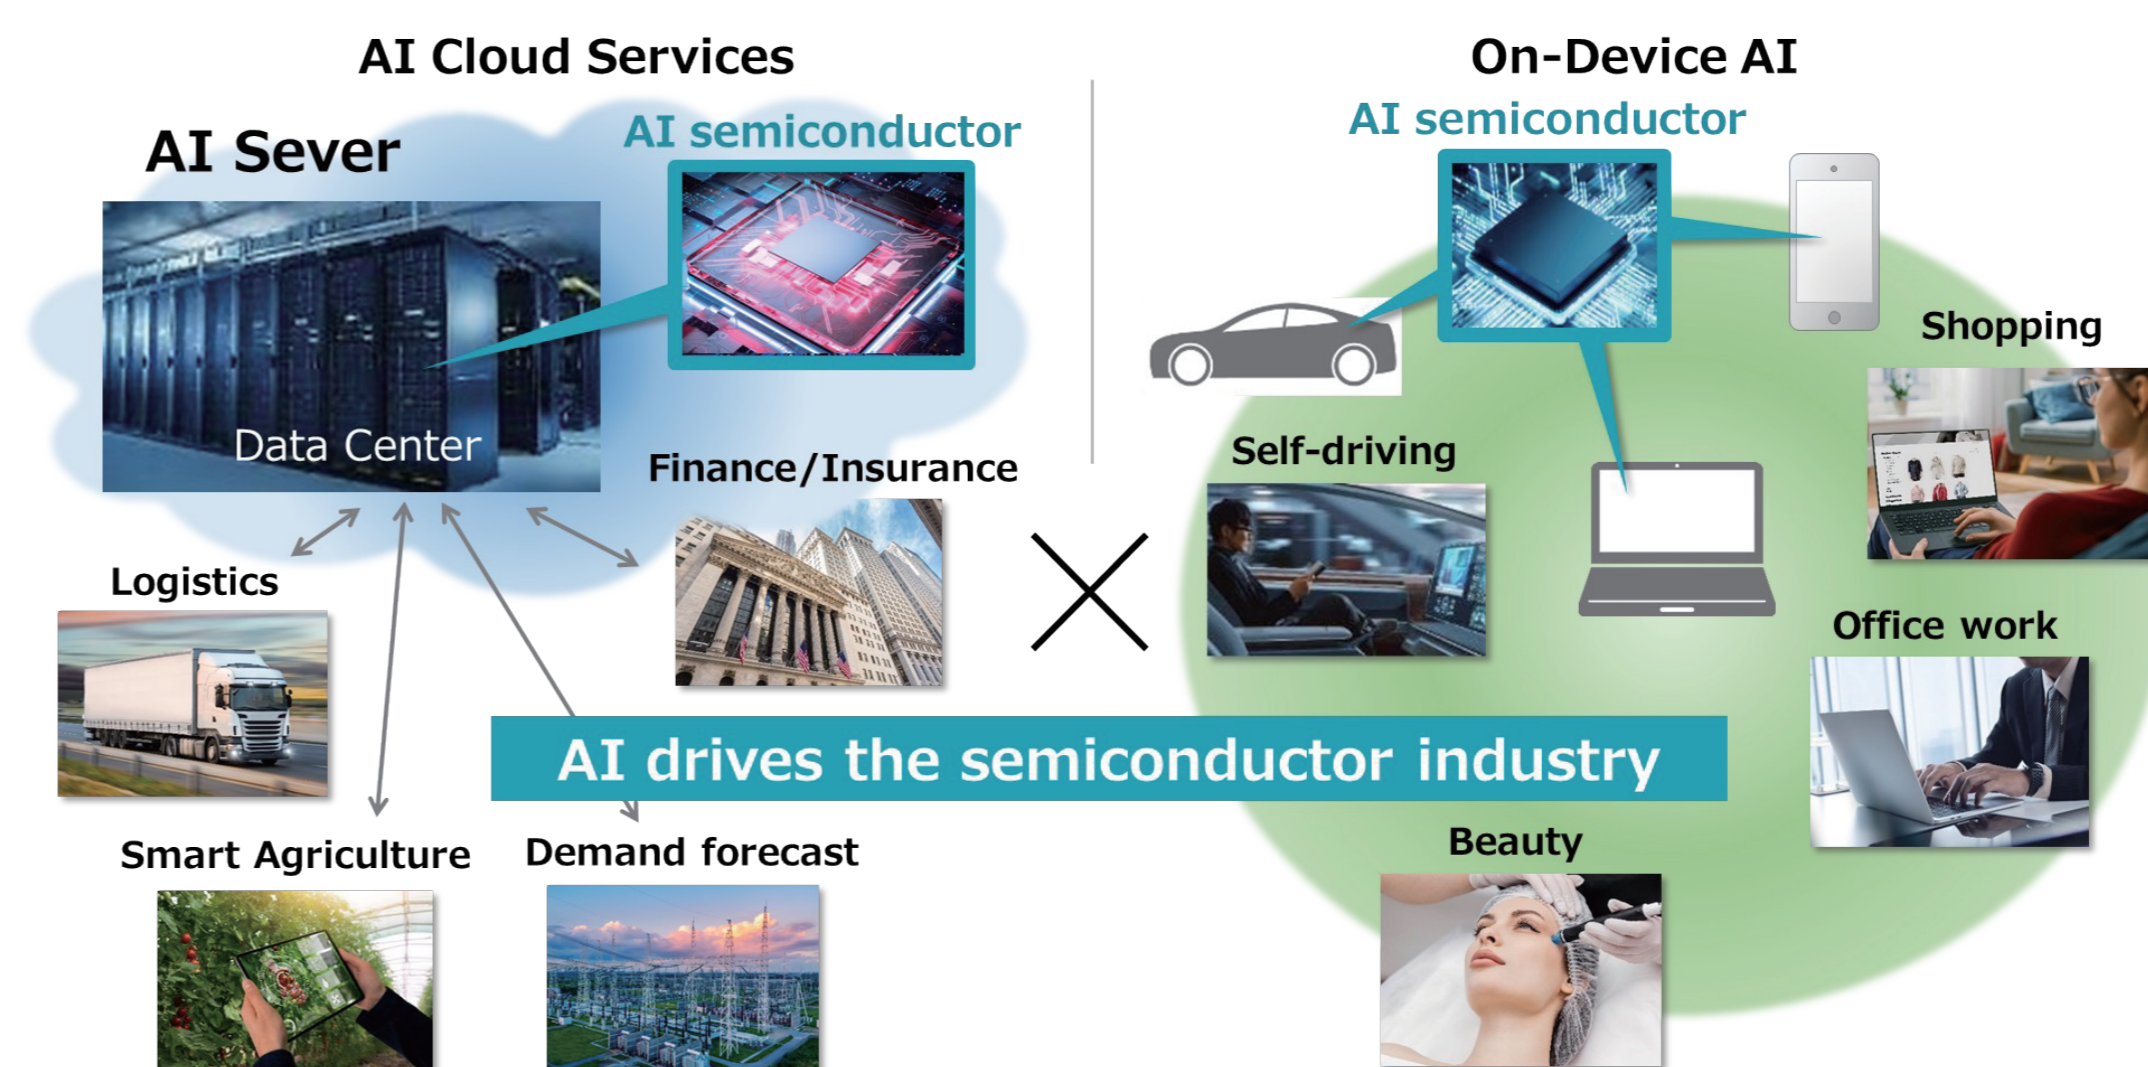 AI Cloud Services
AI Sever
AI semiconductor
Data Center
Finance/Insurance
Logistics
Smart Agriculture
Demand forecast
On-Device AI
AI semiconductor
Shopping
Self-driving
Office work
Beauty
AI drives the semiconductor industry